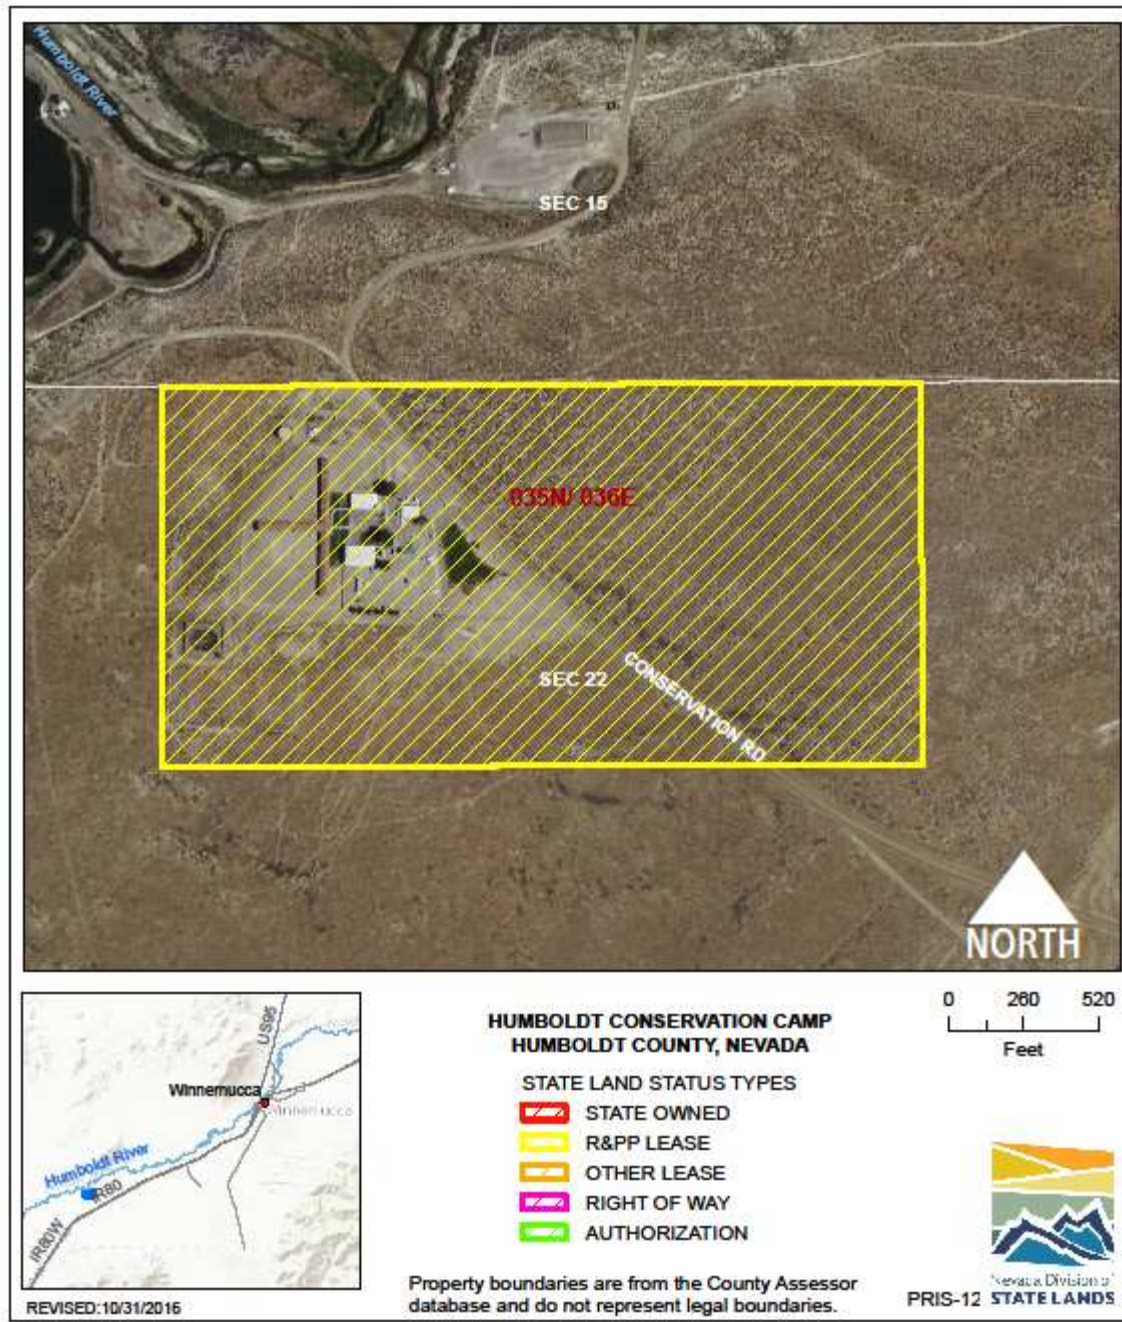 Humboldt River
SEC 15
035N/ 036E
SEC 22
CONSERVATION RD
NORTH
US95
Winnemucca
Winnemucca
Humboldt River
IR80
IR80W
REVISED:10/31/2016
HUMBOLDT CONSERVATION CAMP
HUMBOLDT COUNTY, NEVADA
STATE LAND STATUS TYPES
STATE OWNED
R&PP LEASE
OTHER LEASE
RIGHT OF WAY
AUTHORIZATION
Property boundaries are from the County Assessor
database and do not represent legal boundaries.
0 260 520
Feet
PRIS-12
Nevada Division of
STATE LANDS